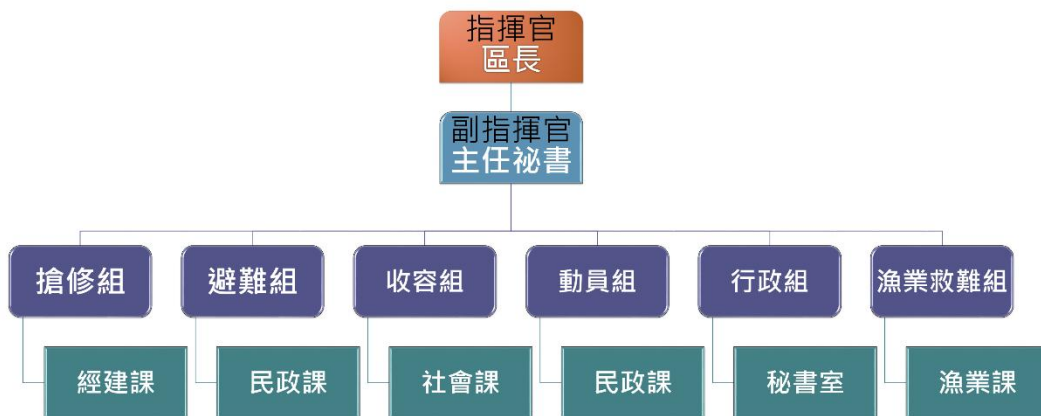 指揮官
區長
副指揮官
主任祕書
搶修組
避難組
收容組
動員組
行政組
漁業救難組
經建課
民政課
社會課
民政課
秘書室
漁業課